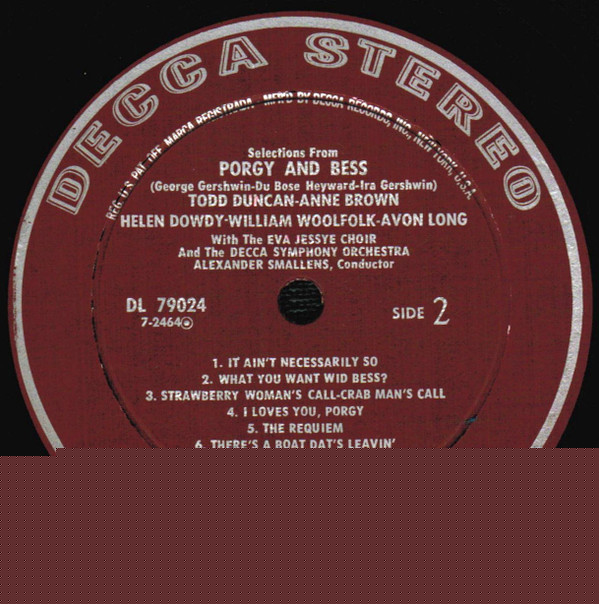 DECCA STEREO
REG. U.S. PAT. OFF. MARCA REGISTRADA MFR'D BY DECCA RECORDS, INC., NEW YORK, U.S.A.
Selections From
PORGY AND BESS
(George Gershwin-Du Bose Heyward-Ira Gershwin)
TODD DUNCAN-ANNE BROWN
HELEN DOWDY-WILLIAM WOOLFOLK-AVON LONG
With The EVA JESSYE CHOIR
And The DECCA SYMPHONY ORCHESTRA
ALEXANDER SMALLENS, Conductor
DL 79024
7-2464
SIDE 2
1. IT AIN'T NECESSARILY SO
2. WHAT YOU WANT WID BESS?
3. STRAWBERRY WOMAN'S CALL-CRAB MAN'S CALL
4. I LOVES YOU, PORGY
5. THE REQUIEM
6. THERE'S A BOAT DAT'S LEAVIN'